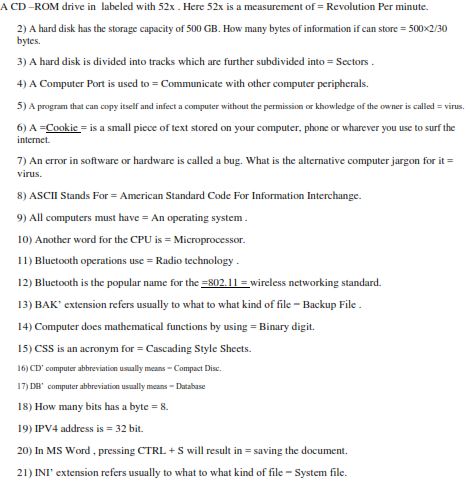 A CD –ROM drive in labeled with 52x . Here 52x is a measurement of = Revolution Per minute.
2) A hard disk has the storage capacity of 500 GB. How many bytes of information if can store = 500×2/30
bytes.
3) A hard disk is divided into tracks which are further subdivided into = Sectors .
4) A Computer Port is used to = Communicate with other computer peripherals.
5) A program that can copy itself and infect a computer without the permission or knowledge of the owner is called = virus.
6) A =Cookie = is a small piece of text stored on your computer, phone or wharever you use to surf the
internet.
7) An error in software or hardware is called a bug. What is the alternative computer jargon for it =
virus.
8) ASCII Stands For = American Standard Code For Information Interchange.
9) All computers must have = An operating system .
10) Another word for the CPU is = Microprocessor.
11) Bluetooth operations use = Radio technology .
12) Bluetooth is the popular name for the =802.11 = wireless networking standard.
13) BAK’ extension refers usually to what to what kind of file = Backup File .
14) Computer does mathematical functions by using = Binary digit.
15) CSS is an acronym for = Cascading Style Sheets.
16) CD’ computer abbreviation usually means = Compact Disc.
17) DB’ computer abbreviation usually means = Database
18) How many bits has a byte = 8.
19) IPV4 address is = 32 bit.
20) In MS Word , pressing CTRL + S will result in = saving the document.
21) INI’ extension refers usually to what to what kind of file = System file.